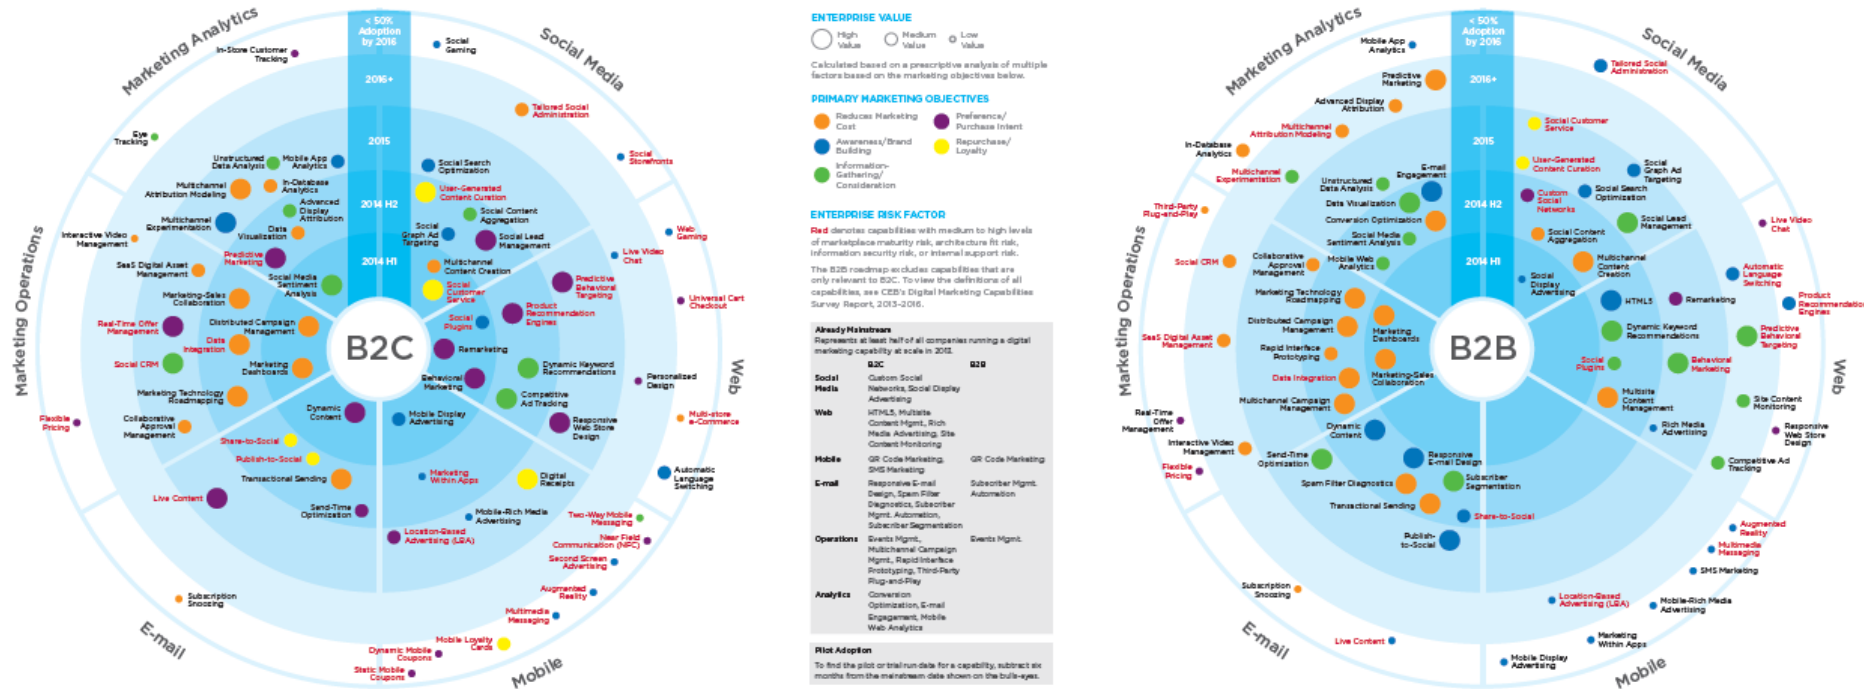 Marketing Analytics
Social Media
Web
Mobile
E-mail
Marketing Operations
B2C
< 50%
Adoption
by 2016
2016+
2015
2014 H2
2014 H1
In-Store Customer
Tracking
Eye
Tracking
Unstructured
Data Analysis
Mobile App
Analytics
Multichannel
Attribution Modeling
In-Database
Analytics
Advanced
Display
Attribution
Multichannel
Experimentation
Data
Visualization
Predictive
Marketing
Social Media
Sentiment
Analysis
Interactive Video
Management
SaaS Digital Asset
Management
Marketing-Sales
Collaboration
Real-Time Offer
Management
Distributed Campaign
Management
Data
Integration
Social CRM
Marketing
Dashboards
Marketing Technology
Roadmapping
Flexible
Pricing
Collaborative
Approval
Management
Dynamic
Content
Share-to-Social
Publish-to-Social
Transactional Sending
Live Content
Send-Time
Optimization
Subscription
Snoozing
Social
Gaming
Tailored Social
Administration
Social
Storefronts
Social Search
Optimization
User-Generated
Content Curation
Social Content
Aggregation
Social
Graph Ad
Targeting
Social Lead
Management
Multichannel
Content Creation
Social
Customer
Service
Social
Plugins
Web
Gaming
Live Video
Chat
Predictive
Behavioral
Targeting
Universal Cart
Checkout
Product
Recommendation
Engines
Remarketing
Behavioral
Marketing
Dynamic Keyword
Recommendations
Personalized
Design
Competitive
Ad Tracking
Responsive
Web Store
Design
Multi-store
e-Commerce
Automatic
Language
Switching
Mobile Display
Advertising
Marketing
Within Apps
Digital
Receipts
Mobile-Rich Media
Advertising
Location-Based
Advertising (LBA)
Two-Way Mobile
Messaging
Near Field
Communication (NFC)
Second Screen
Advertising
Augmented
Reality
Multimedia
Messaging
Mobile Loyalty
Cards
Dynamic Mobile
Coupons
Static Mobile
Coupons
ENTERPRISE VALUE
High
Value
Medium
Value
Low
Value
Calculated based on a prescriptive analysis of multiple
factors based on the marketing objectives below.
PRIMARY MARKETING OBJECTIVES
Reduces Marketing
Cost
Preference/
Purchase Intent
Awareness/Brand
Building
Repurchase/
Loyalty
Information-
Gathering/
Consideration
ENTERPRISE RISK FACTOR
Red denotes capabilities with medium to high levels
of marketplace maturity risk, architecture fit risk,
information security risk, or internal support risk.
The B2B roadmap excludes capabilities that are
only relevant to B2C. To view the definitions of all
capabilities, see CEB's Digital Marketing Capabilities
Survey Report, 2013-2016.
Already Mainstream
Represents at least half of all companies running a digital
marketing capability at scale in 2013.
B2C B2B
Social Custom Social
Media Networks, Social Display
Advertising
Web HTML5, Multisite
Content Mgmt., Rich
Media Advertising, Site
Content Monitoring
Mobile QR Code Marketing, QR Code Marketing
SMS Marketing
E-mail Responsive E-mail Subscriber Mgmt.
Design, Spam Filter Automation
Diagnostics, Subscriber
Mgmt. Automation,
Subscriber Segmentation
Operations Events Mgmt., Events Mgmt.
Multichannel Campaign
Mgmt., Rapid Interface
Prototyping, Third-Party
Plug-and-Play
Analytics Conversion
Optimization, E-mail
Engagement, Mobile
Web Analytics
Pilot Adoption
To find the pilot or trial run date for a capability, subtract six
months from the mainstream date shown on the bulls-eyes.
Marketing Analytics
Social Media
Web
Mobile
E-mail
Marketing Operations
B2B
< 50%
Adoption
by 2016
2016+
2015
2014 H2
2014 H1
Mobile App
Analytics
Predictive
Marketing
Advanced Display
Attribution
Multichannel
Attribution Modeling
In-Database
Analytics
Multichannel
Experimentation
E-mail
Engagement
Unstructured
Data Analysis
Data Visualization
Conversion Optimization
Social Media
Sentiment Analysis
Mobile Web
Analytics
Third-Party
Plug-and-Play
Social CRM
Collaborative
Approval
Management
Marketing Technology
Roadmapping
Distributed Campaign
Management
Marketing
Dashboards
SaaS Digital Asset
Management
Rapid Interface
Prototyping
Data Integration
Marketing-Sales
Collaboration
Multichannel Campaign
Management
Real-Time
Offer
Management
Interactive Video
Management
Flexible
Pricing
Dynamic
Content
Send-Time
Optimization
Responsive
E-mail Design
Spam Filter Diagnostics
Subscriber
Segmentation
Transactional Sending
Share-to-Social
Publish-
to-Social
Subscription
Snoozing
Live Content
Tailored Social
Administration
Social Customer
Service
User-Generated
Content Curation
Social
Graph Ad
Targeting
Custom
Social
Networks
Social Search
Optimization
Social Lead
Management
Social Content
Aggregation
Multichannel
Content
Creation
Social
Display
Advertising
Live Video
Chat
Automatic
Language
Switching
HTML5
Remarketing
Product
Recommendation
Engines
Dynamic Keyword
Recommendations
Predictive
Behavioral
Targeting
Social
Plugins
Behavioral
Marketing
Multisite
Content
Management
Site Content
Monitoring
Rich Media
Advertising
Responsive
Web Store
Design
Competitive Ad
Tracking
Augmented
Reality
Multimedia
Messaging
SMS Marketing
Location-Based
Advertising (LBA)
Mobile-Rich Media
Advertising
Marketing
Within Apps
Mobile Display
Advertising